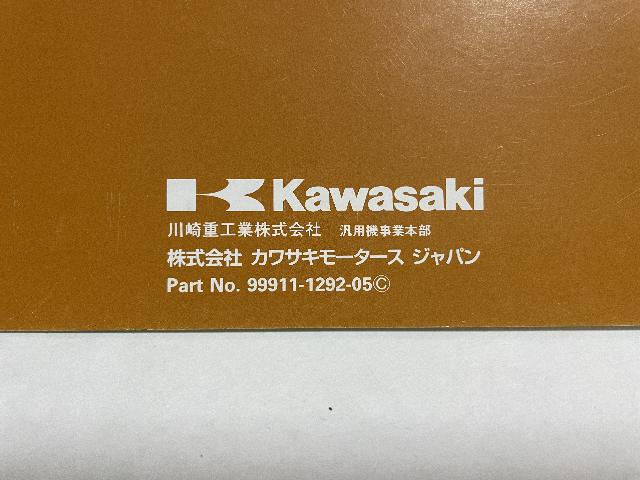 Kawasaki
川崎重工業株式会社 汎用機事業本部
株式会社 カワサキモータース ジャパン
Part No. 99911-1292-05©